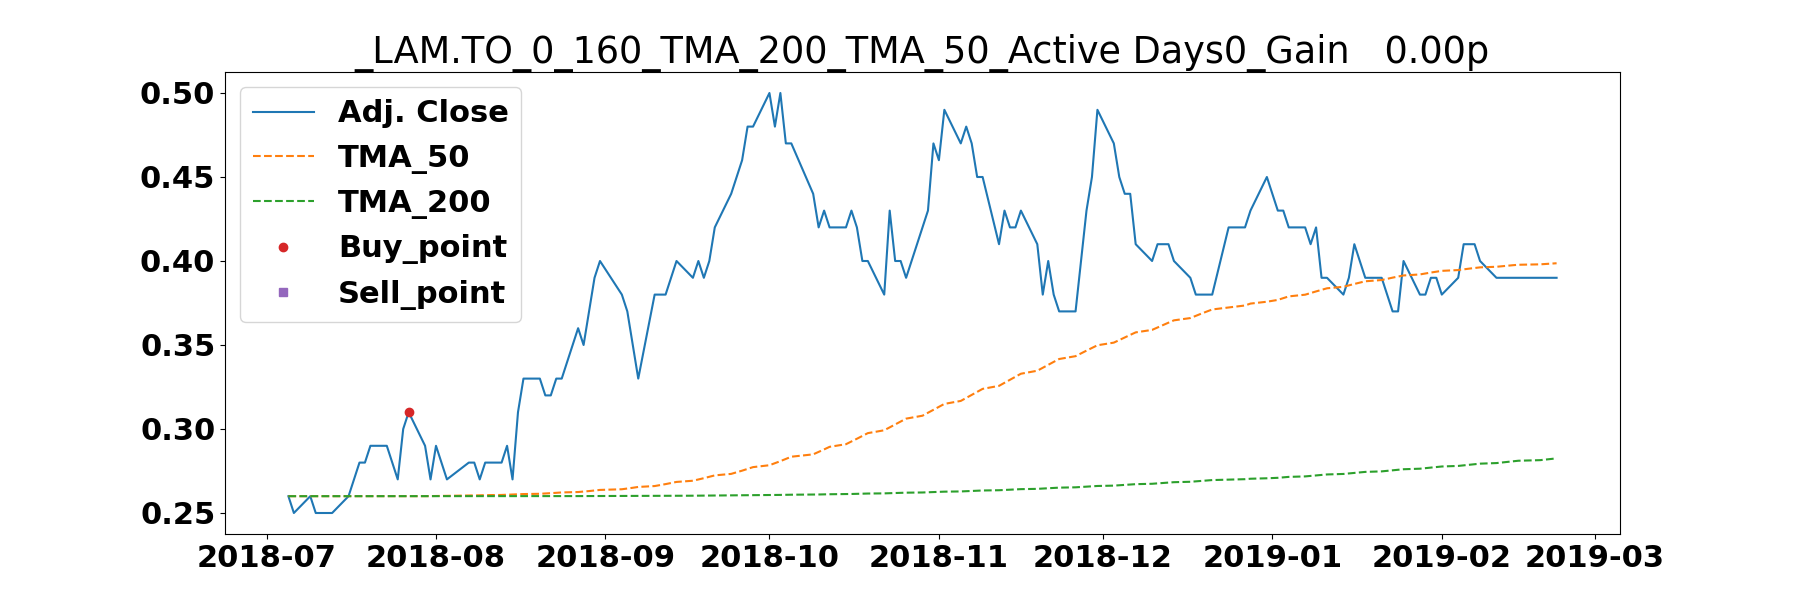 _LAM.TO_0_160_TMA_200_TMA_50_Active Days0_Gain   0.00p
0.50
0.45
0.40
0.35
0.30
0.25
Adj. Close
TMA_50
TMA_200
Buy_point
Sell_point
2018-07 2018-08 2018-09 2018-10 2018-11 2018-12 2019-01 2019-02 2019-03